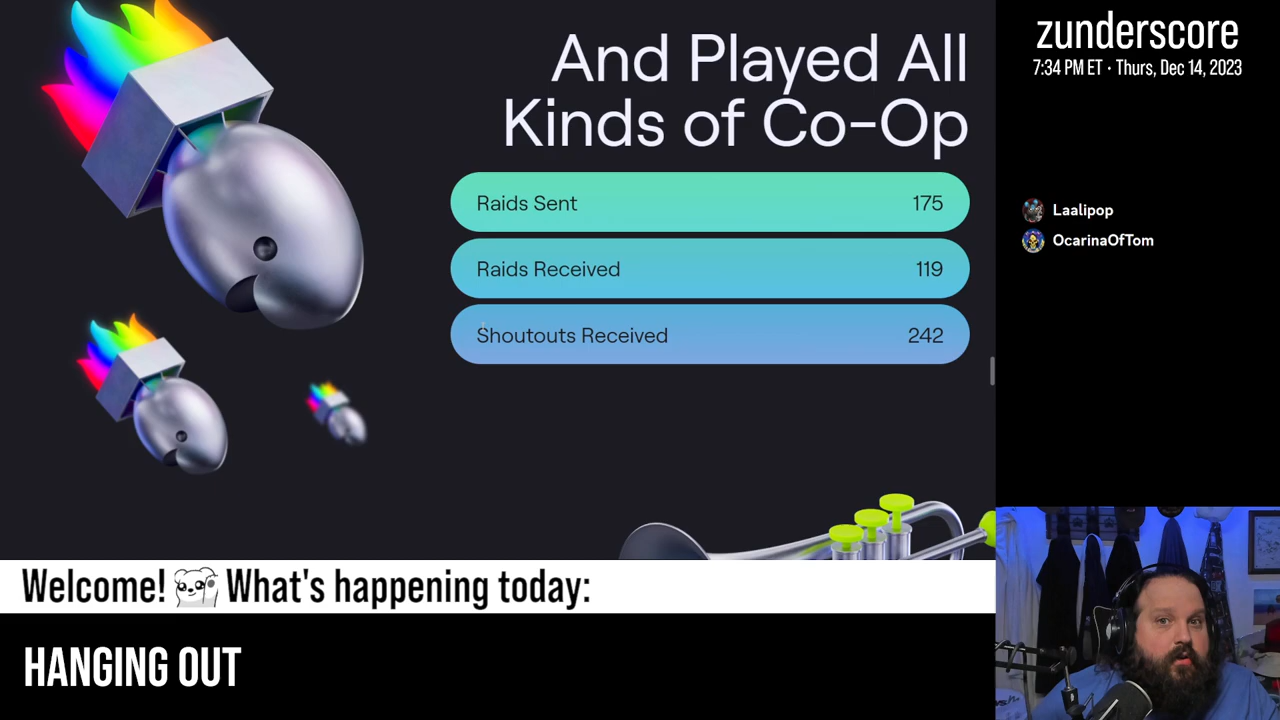 And Played All
Kinds of Co-Op
Raids Sent 175
Raids Received 119
Shoutouts Received 242
zunderscore
7:34 PM ET · Thurs, Dec 14, 2023
Laalipop
OcarinaOfTom
Welcome! What's happening today:
HANGING OUT